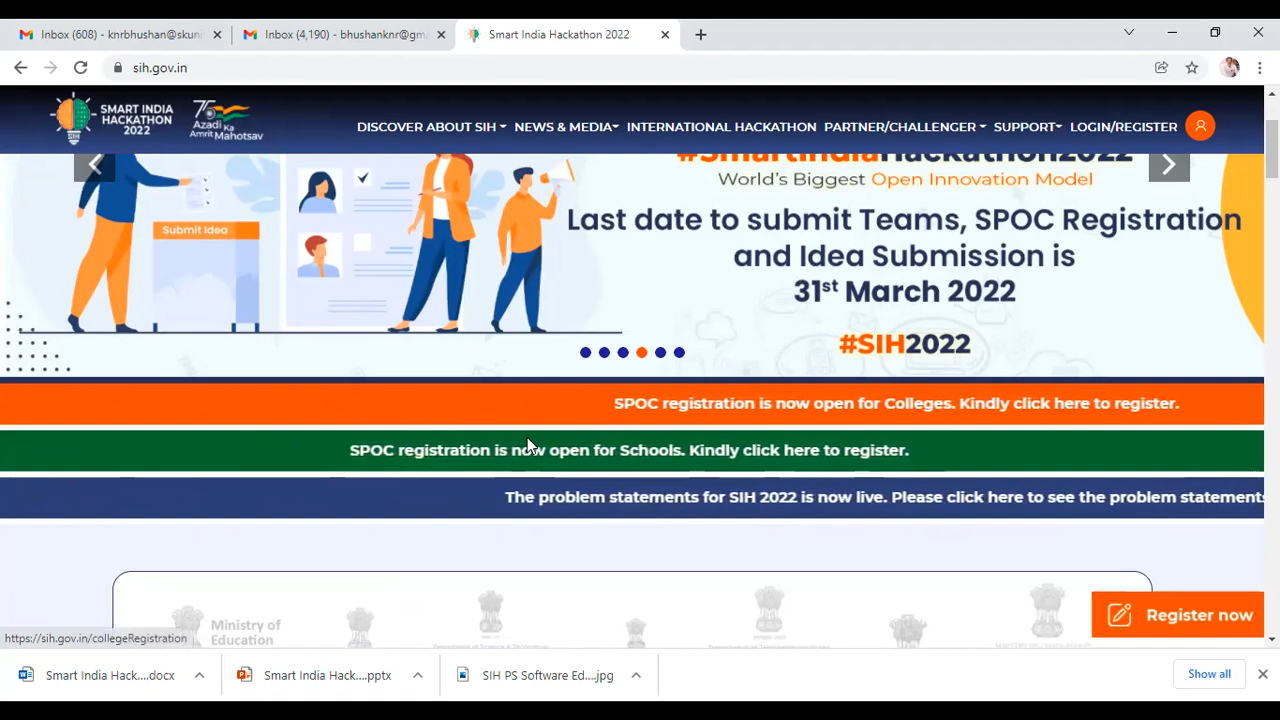 Inbox (608) - knrbhushan@skun
Inbox (4,190) - bhushanknr@gma
Smart India Hackathon 2022
sih.gov.in
SMART INDIA
HACKATHON
2022
SIH
75
Azadi Ka
Amrit Mahotsav
DISCOVER ABOUT SIH
NEWS & MEDIA
INTERNATIONAL HACKATHON
PARTNER/CHALLENGER
SUPPORT
LOGIN/REGISTER
#SmartIndiaHackathon2022
World's Biggest Open Innovation Model
Submit Idea
Last date to submit Teams, SPOC Registration
and Idea Submission is
31st March 2022
#SIH2022
SPOC registration is now open for Colleges. Kindly click here to register.
SPOC registration is now open for Schools. Kindly click here to register.
The problem statements for SIH 2022 is now live. Please click here to see the problem statements
Ministry of
Education
Register now
https://sih.gov.in/collegeRegistration
Smart India Hack....docx
Smart India Hack....pptx
SIH PS Software Ed....jpg
Show all